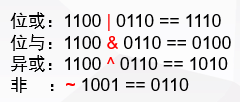 位或：1100 | 0110 == 1110
位与：1100 & 0110 == 0100
异或：1100 ^ 0110 == 1010
非　：~ 1001 == 0110